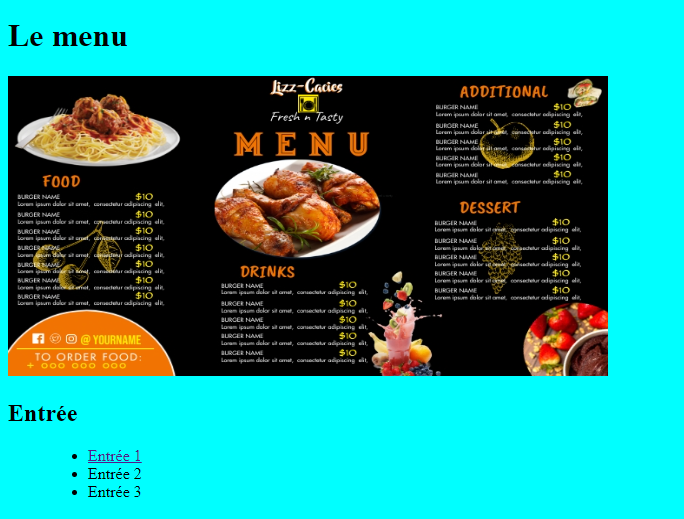 Le menu
Lizz-Cacies
Fresh n Tasty
MENU
FOOD
BURGER NAME $10
Lorem ipsum dolor sit amet, consectetur adipiscing elit,
BURGER NAME $10
Lorem ipsum dolor sit amet, consectetur adipiscing elit,
BURGER NAME $10
Lorem ipsum dolor sit amet, consectetur adipiscing elit,
BURGER NAME $10
Lorem ipsum dolor sit amet, consectetur adipiscing elit,
BURGER NAME $10
Lorem ipsum dolor sit amet, consectetur adipiscing elit,
BURGER NAME $10
Lorem ipsum dolor sit amet, consectetur adipiscing elit,
BURGER NAME $10
Lorem ipsum dolor sit amet, consectetur adipiscing elit,
@ YOURNAME
TO ORDER FOOD:
+ 000 000 000
DRINKS
BURGER NAME $10
Lorem ipsum dolor sit amet, consectetur adipiscing elit,
BURGER NAME $10
Lorem ipsum dolor sit amet, consectetur adipiscing elit,
BURGER NAME $10
Lorem ipsum dolor sit amet, consectetur adipiscing elit,
BURGER NAME $10
Lorem ipsum dolor sit amet, consectetur adipiscing elit,
BURGER NAME $10
Lorem ipsum dolor sit amet, consectetur adipiscing elit,
ADDITIONAL
BURGER NAME $10
Lorem ipsum dolor sit amet, consectetur adipiscing elit,
BURGER NAME $10
Lorem ipsum dolor sit amet, consectetur adipiscing elit,
BURGER NAME $10
Lorem ipsum dolor sit amet, consectetur adipiscing elit,
BURGER NAME $10
Lorem ipsum dolor sit amet, consectetur adipiscing elit,
BURGER NAME $10
Lorem ipsum dolor sit amet, consectetur adipiscing elit,
DESSERT
BURGER NAME $10
Lorem ipsum dolor sit amet, consectetur adipiscing elit,
BURGER NAME $10
Lorem ipsum dolor sit amet, consectetur adipiscing elit,
BURGER NAME $10
Lorem ipsum dolor sit amet, consectetur adipiscing elit,
BURGER NAME $10
Lorem ipsum dolor sit amet, consectetur adipiscing elit,
BURGER NAME $10
Lorem ipsum dolor sit amet, consectetur adipiscing elit,
Entrée
Entrée 1
Entrée 2
Entrée 3